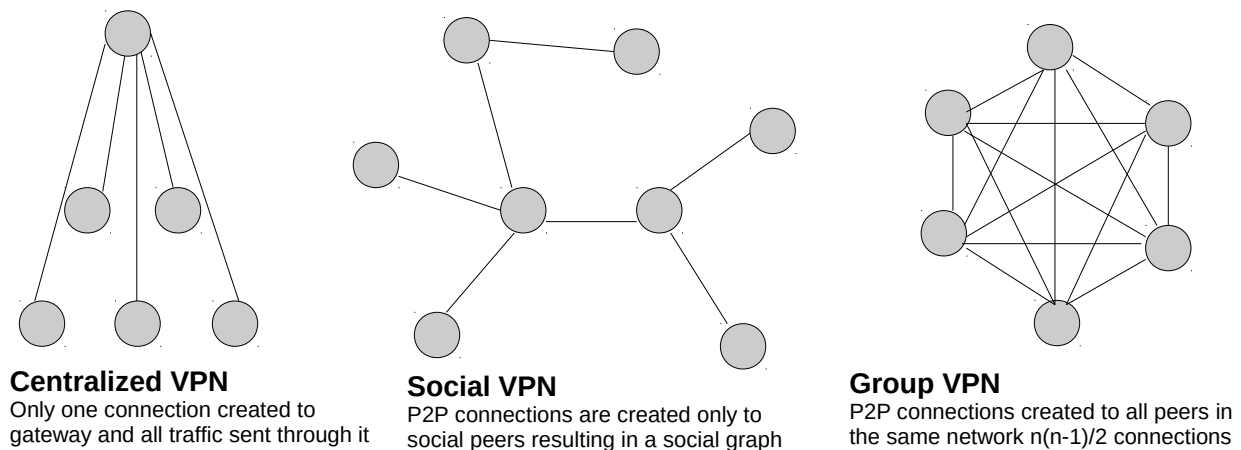 Centralized VPN
Only one connection created to
gateway and all traffic sent through it
Social VPN
P2P connections are created only to
social peers resulting in a social graph
Group VPN
P2P connections created to all peers in
the same network n(n-1)/2 connections